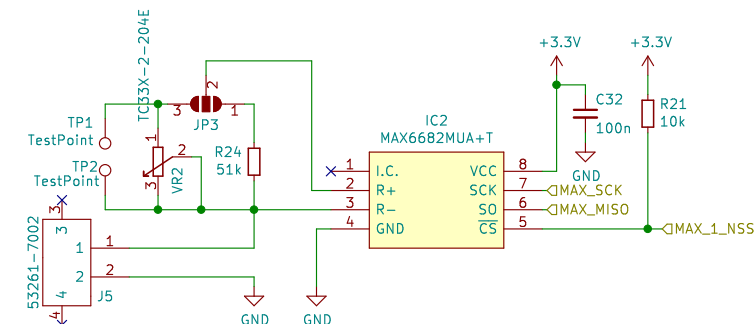 TC33X-2-204E
+3.3V
+3.3V
2
3
1
JP3
TP1
TestPoint
TP2
TestPoint
1
2
3
VR2
R24
51k
IC2
MAX6682MUA+T
1
I.C.
2
R+
3
R-
4
GND
VCC
8
SCK
7
SO
6
CS
5
C32
100n
GND
R21
10k
MAX_SCK
MAX_MISO
MAX_1_NSS
53261-7002
3
3
1
1
2
2
4
4
J5
GND
GND